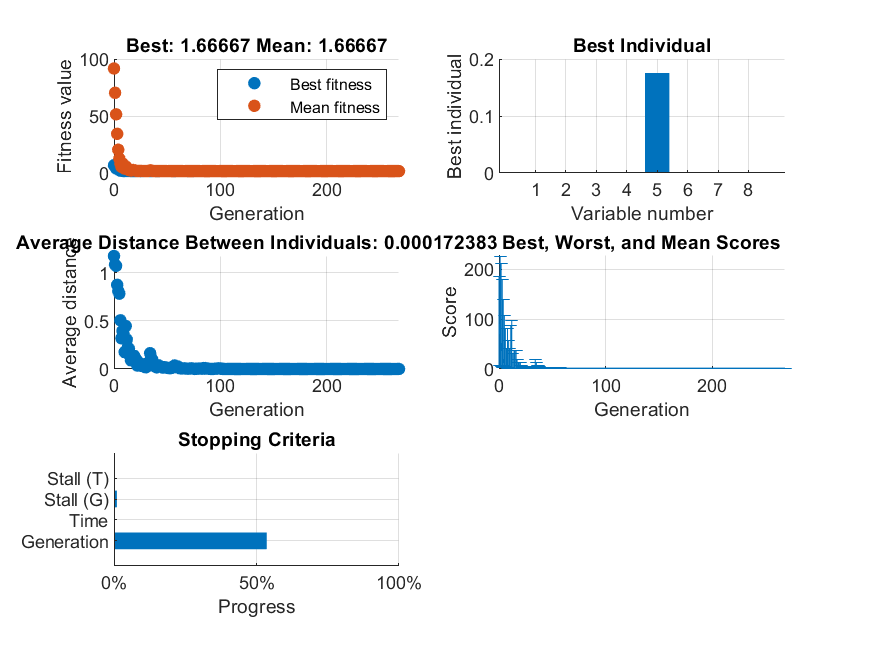 Best: 1.66667 Mean: 1.66667
Fitness value
100
50
0
Best fitness
Mean fitness
0 100 200
Generation
Best Individual
Best individual
0.2
0.1
0
1 2 3 4 5 6 7 8
Variable number
Average Distance Between Individuals: 0.000172383
Average distance
1
0.5
0
0 100 200
Generation
Best, Worst, and Mean Scores
Score
200
100
0
0 100 200
Generation
Stopping Criteria
Stall (T)
Stall (G)
Time
Generation
0% 50% 100%
Progress